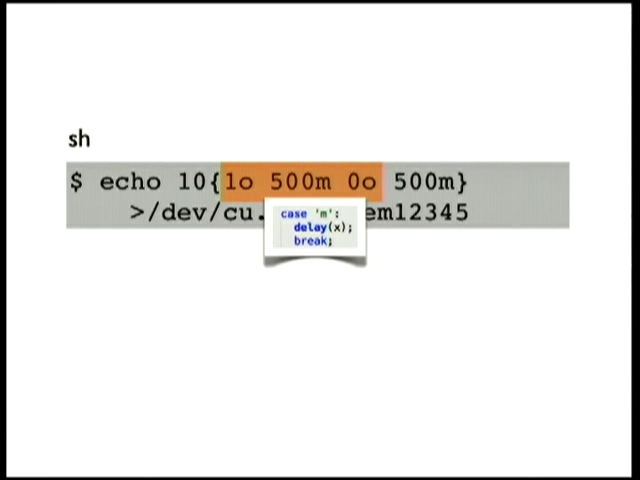 sh
$ echo 10{1o 500m 0o 500m}
>/dev/cu. em12345
case 'm':
delay(x);
break;